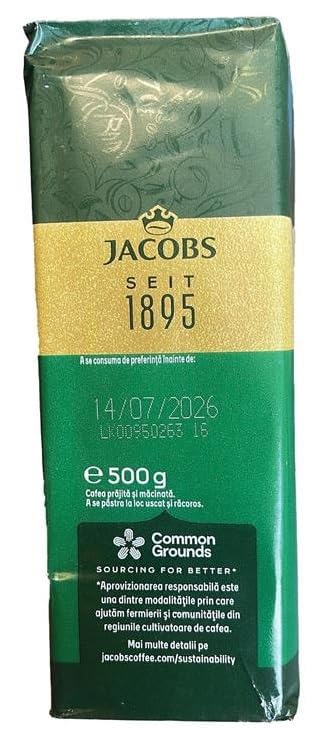 JACOBS
SEIT
1895
A se consuma de preferință înainte de:
14/07/2026
LK00950263 16
e 500g
Cafea prăjită și măcinată.
A se păstra la loc uscat și răcoros.
Common
Grounds
SOURCING FOR BETTER*
*Aprovizionarea responsabilă este
una dintre modalitățile prin care
ajutăm fermierii și comunitățile din
regiunile cultivatoare de cafea.
Mai multe detalii pe
jacobscoffee.com/sustainability